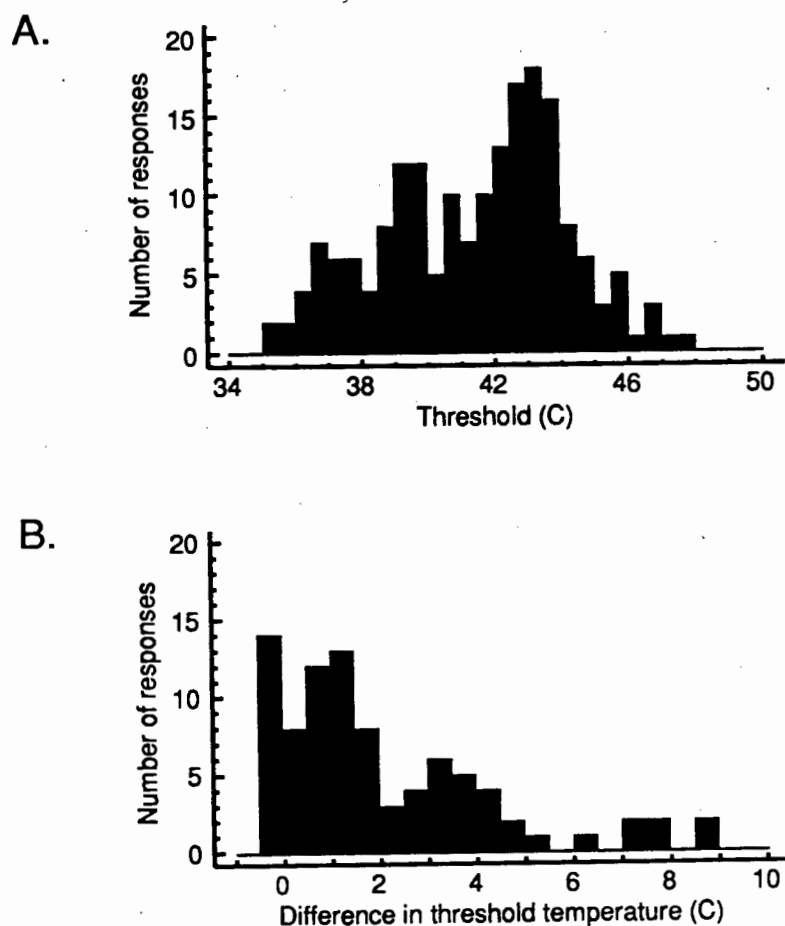 A.
20
15
10
5
0
Number of responses
34 38 42 46 50
Threshold (C)
B.
20
15
10
5
0
Number of responses
0 2 4 6 8 10
Difference in threshold temperature (C)